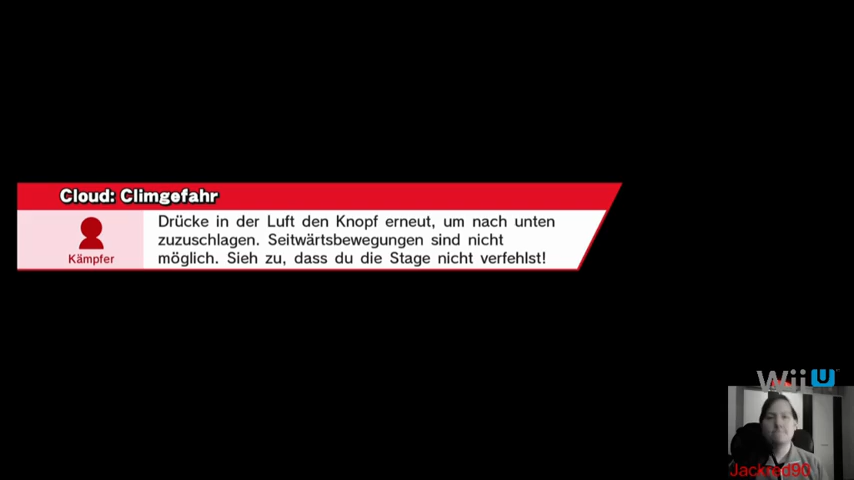 Cloud: Climgefahr
Drücke in der Luft den Knopf erneut, um nach unten
zuzuschlagen. Seitwärtsbewegungen sind nicht
möglich. Sieh zu, dass du die Stage nicht verfehlst!
Kämpfer
Wii U
Jackred90